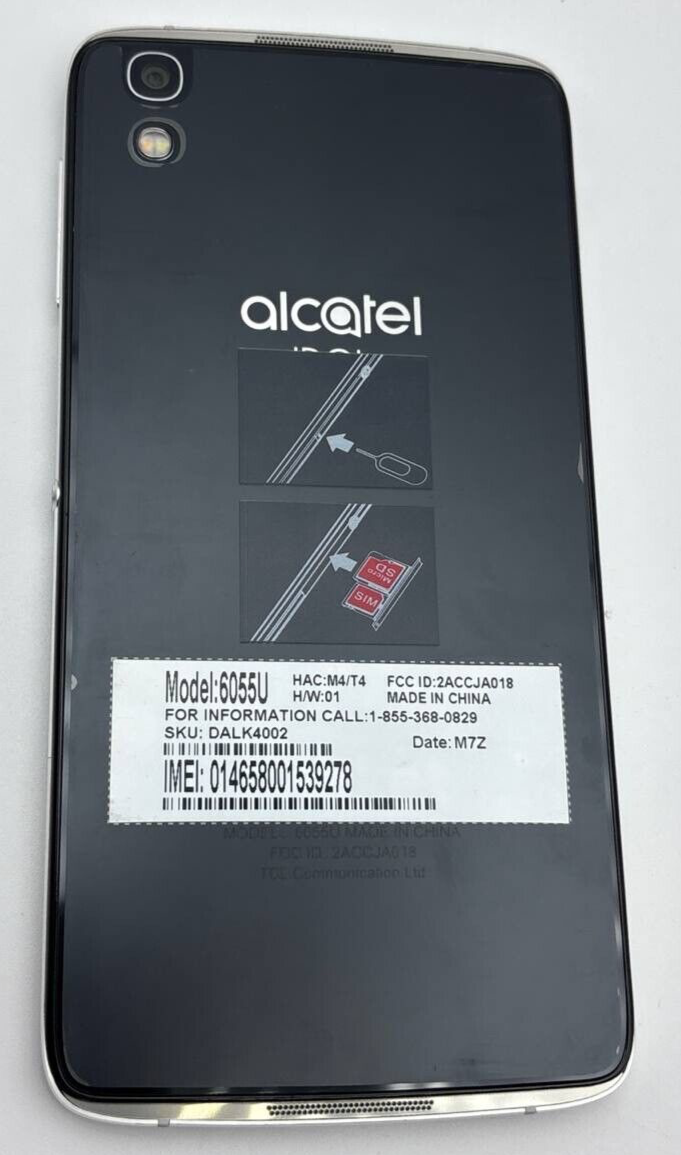 alcatel
Micro
SD
SIM
Model:6055U HAC:M4/T4 FCC ID:2ACCJA018
H/W:01 MADE IN CHINA
FOR INFORMATION CALL:1-855-368-0829
SKU: DALK4002
Date: M7Z
IMEI: 014658001539278
MODEL: 6055U MADE IN CHINA
FCC ID: 2ACCJA018
TCL Communication Ltd